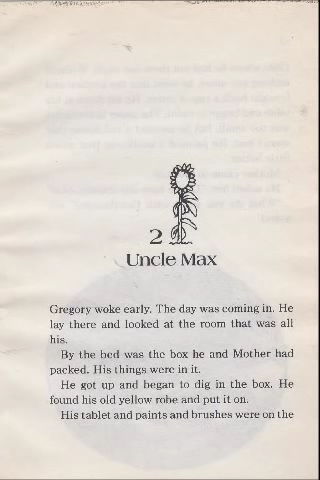 2
Uncle Max
Gregory woke early. The day was coming in. He
lay there and looked at the room that was all
his.
By the bed was the box he and Mother had
packed. His things were in it.
He got up and began to dig in the box. He
found his old yellow robe and put it on.
His tablet and paints and brushes were on the